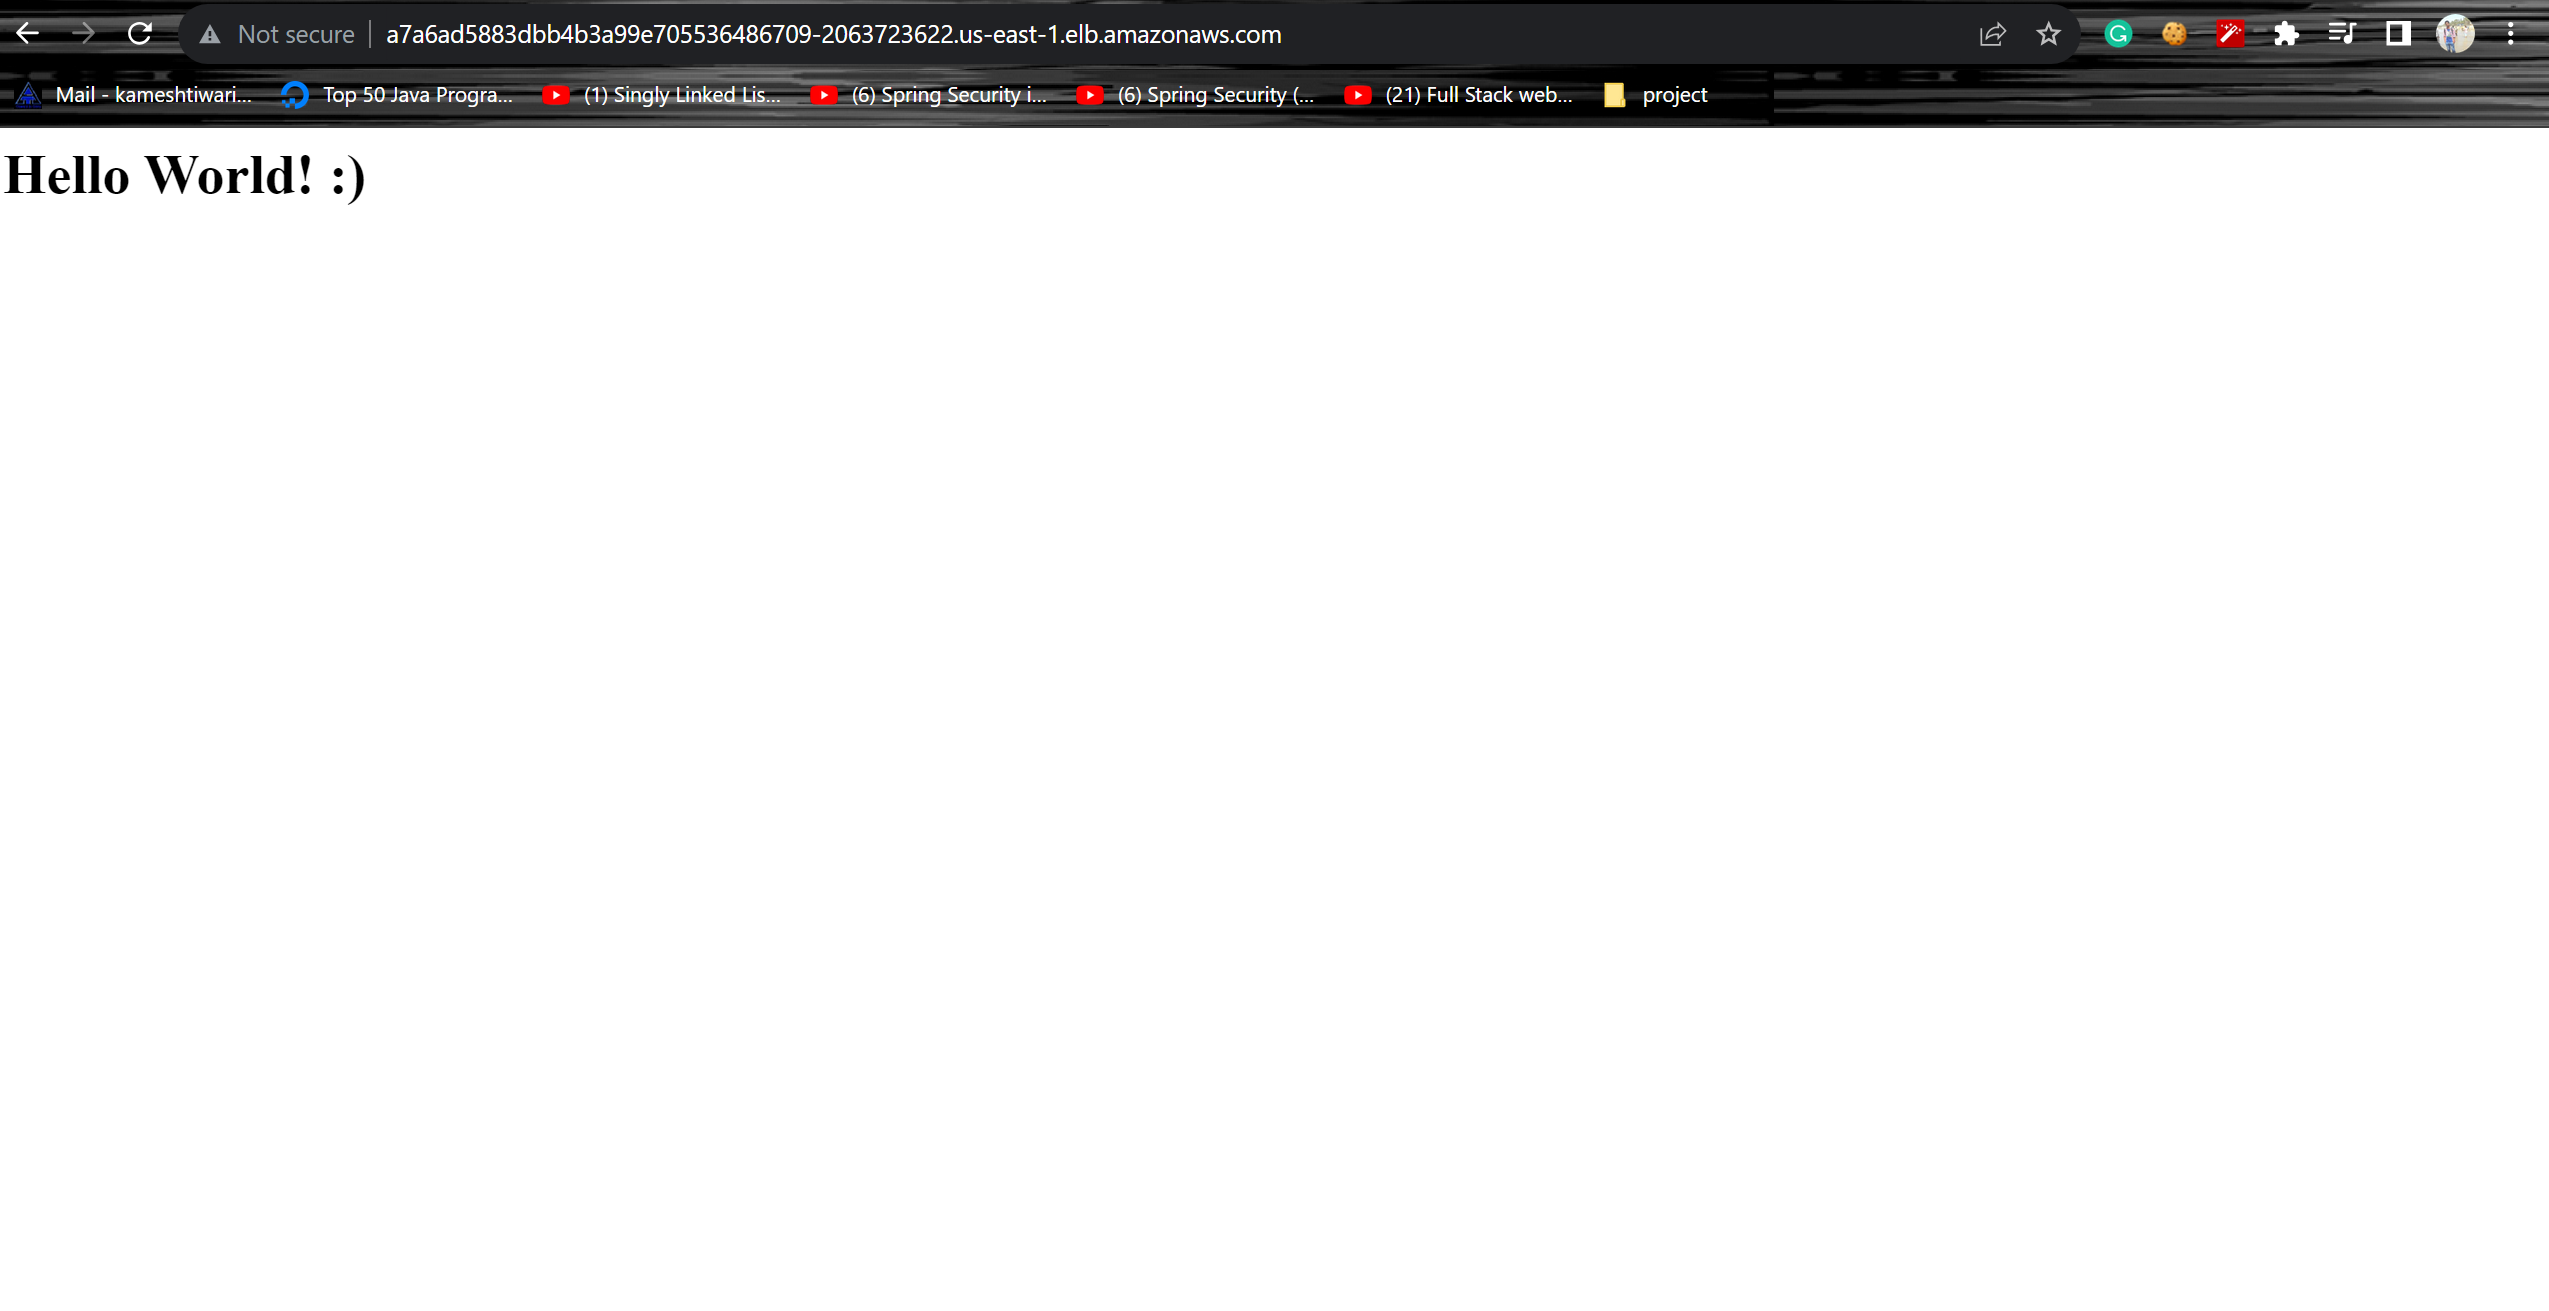 Not secure a7a6ad5883dbb4b3a99e705536486709-2063723622.us-east-1.elb.amazonaws.com
Mail - kameshtiwari... Top 50 Java Progra... (1) Singly Linked Lis... (6) Spring Security i... (6) Spring Security (... (21) Full Stack web... project
Hello World! :)